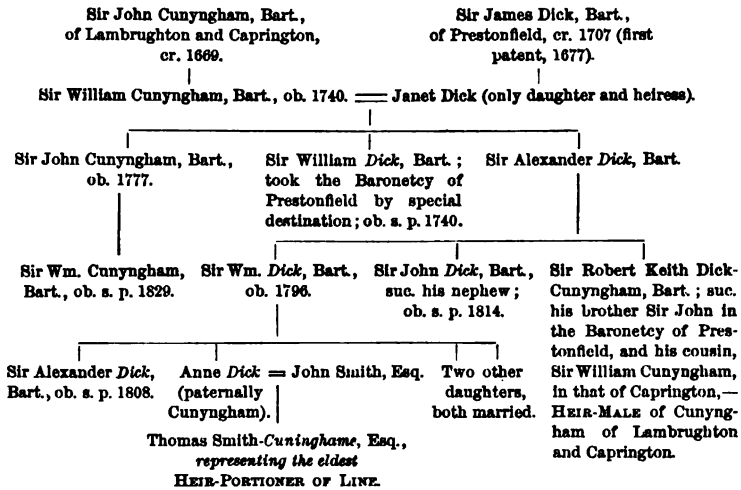 Sir John Cunyngham, Bart.,
of Lambrughton and Caprington,
cr. 1669.
Sir James Dick, Bart.,
of Prestonfield, cr. 1707 (first
patent, 1677).
Sir William Cunyngham, Bart., ob. 1740. = Janet Dick (only daughter and heiress).
Sir John Cunyngham, Bart.,
ob. 1777.
Sir William Dick, Bart.;
took the Baronetcy of
Prestonfield by special
destination; ob. s. p. 1740.
Sir Alexander Dick, Bart.
Sir Wm. Cunyngham,
Bart., ob. s. p. 1829.
Sir Wm. Dick, Bart.,
ob. 1796.
Sir John Dick, Bart.,
suc. his nephew;
ob. s. p. 1814.
Sir Robert Keith Dick-
Cunyngham, Bart.; suc.
his brother Sir John in
the Baronetcy of Pres-
tonfield, and his cousin,
Sir William Cunyngham,
in that of Caprington,—
HEIR-MALE of Cunyng-
ham of Lambrughton
and Caprington.
Sir Alexander Dick,
Bart., ob. s. p. 1808.
Anne Dick = John Smith, Esq.
(paternally
Cunyngham).
Two other
daughters,
both married.
Thomas Smith-Cuninghame, Esq.,
representing the eldest
HEIR-PORTIONER OF LINE.